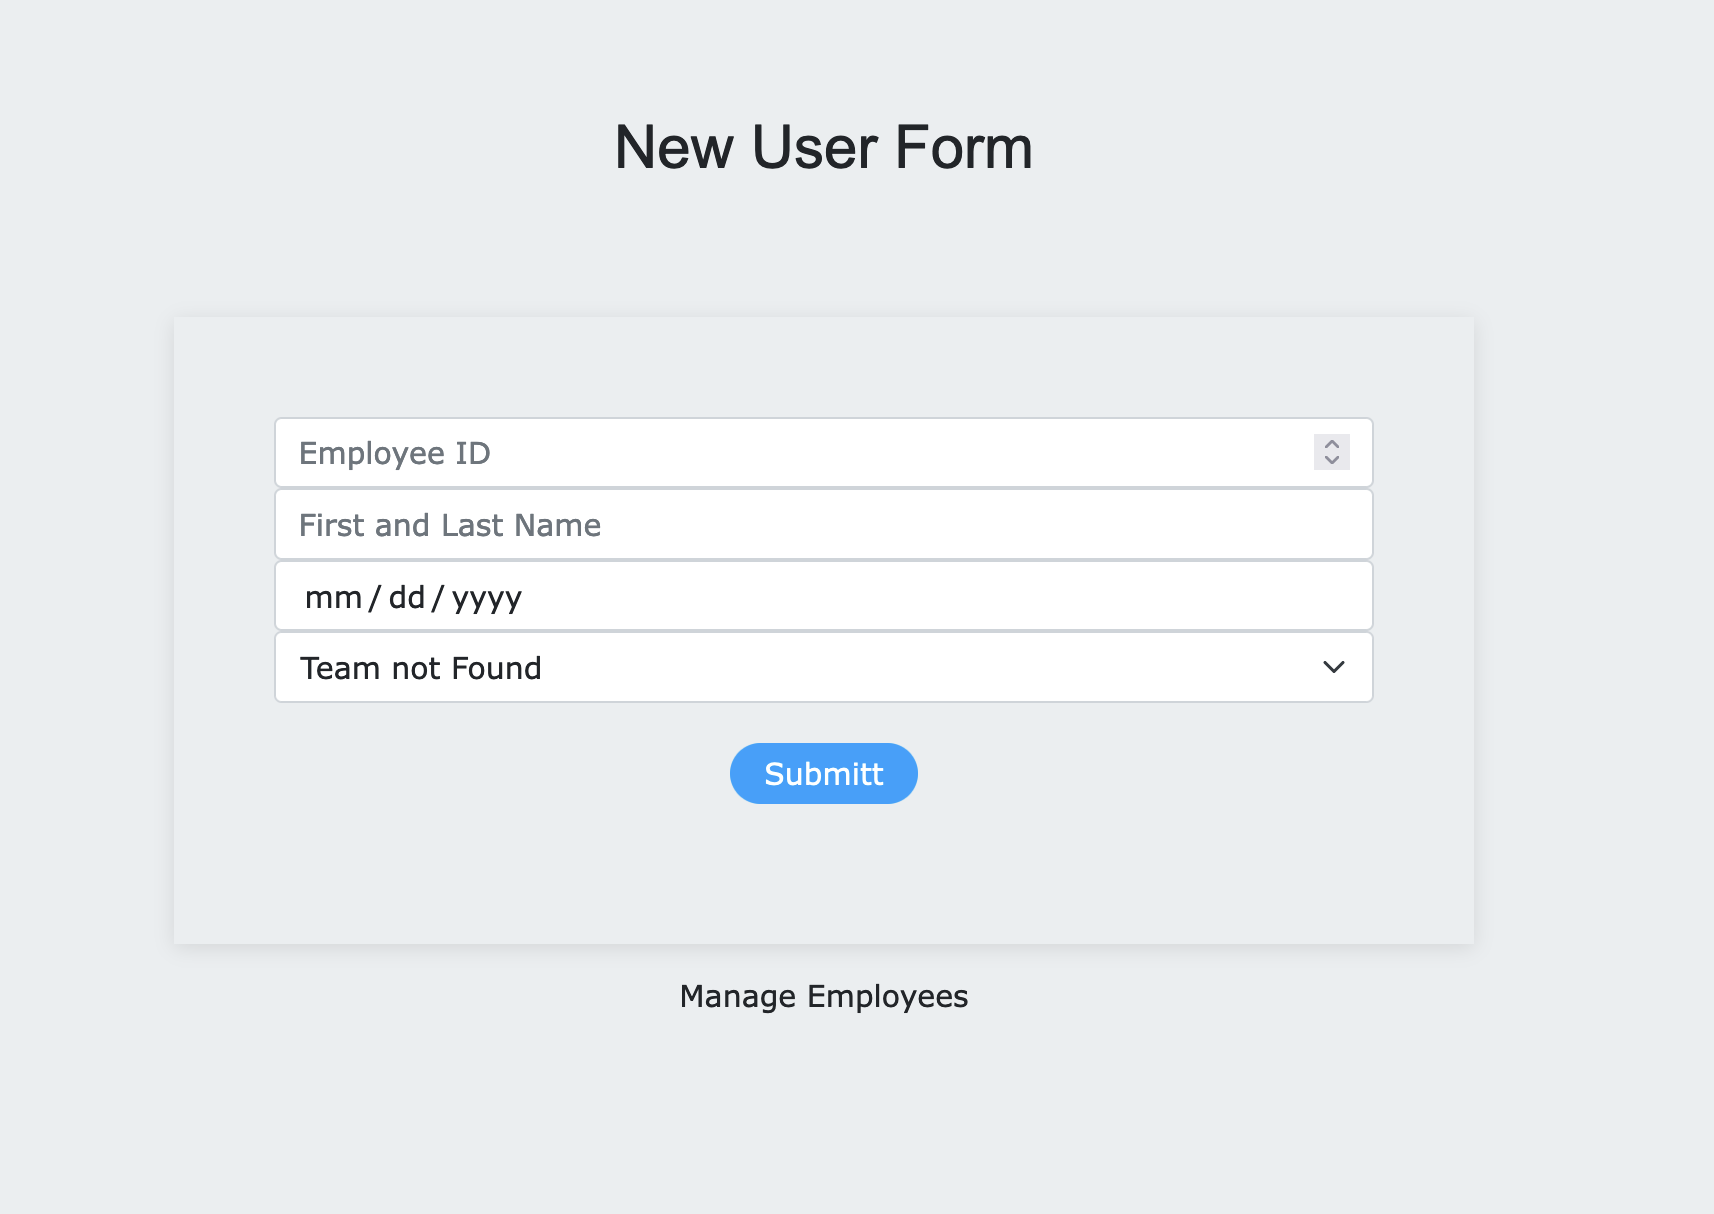 New User Form
Employee ID
First and Last Name
mm / dd / yyyy
Team not Found
Submitt
Manage Employees